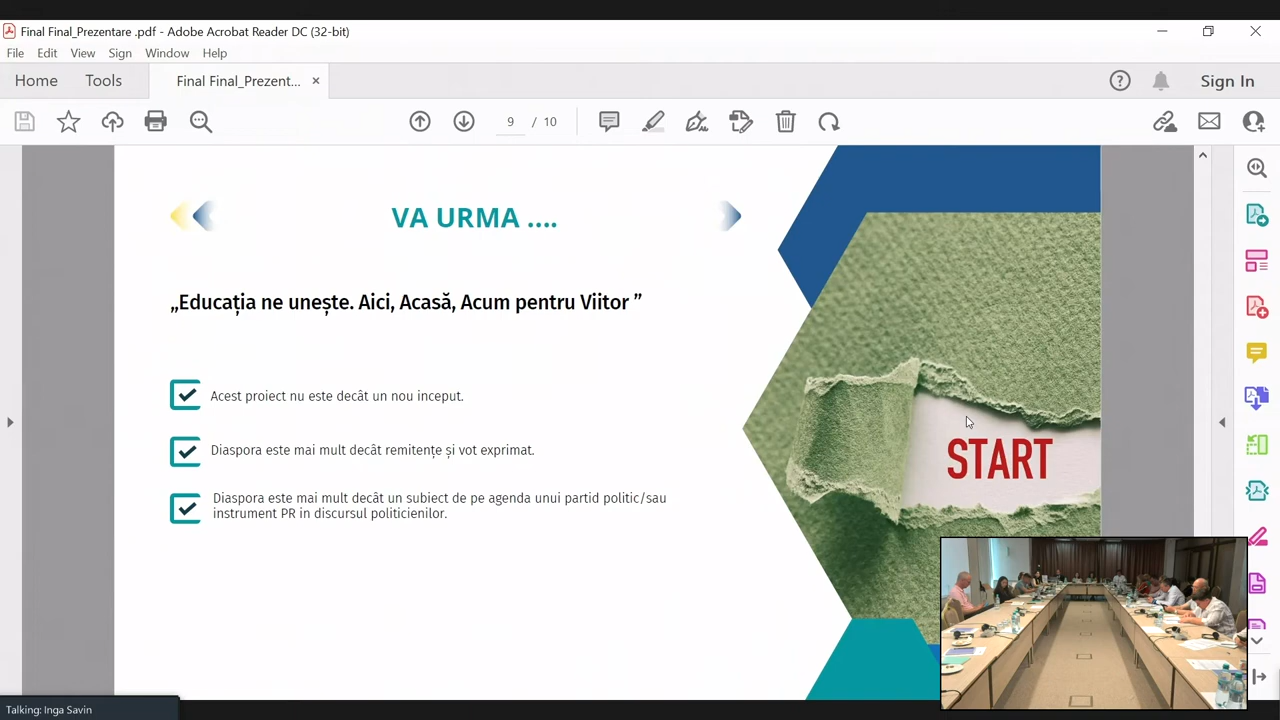 Final Final_Prezentare .pdf - Adobe Acrobat Reader DC (32-bit)
File Edit View Sign Window Help
Home Tools Final Final_Prezent... × Sign In
9 / 10
VA URMA ....
„Educația ne unește. Aici, Acasă, Acum pentru Viitor ”
Acest proiect nu este decât un nou inceput.
Diaspora este mai mult decât remitențe și vot exprimat.
Diaspora este mai mult decât un subiect de pe agenda unui partid politic/sau
instrument PR in discursul politicienilor.
START
Talking: Inga Savin